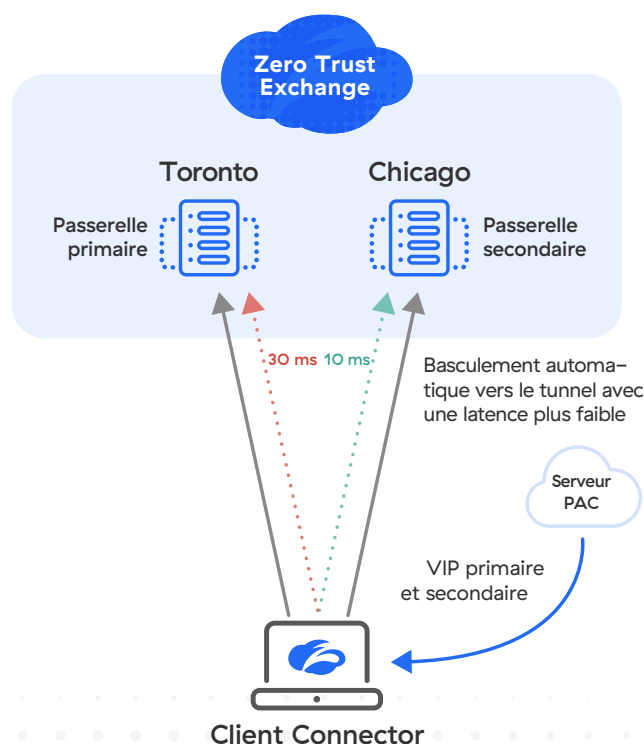 Zero Trust
Exchange
Toronto
Chicago
Passerelle
primaire
Passerelle
secondaire
30 ms
10 ms
Basculement automa-
tique vers le tunnel avec
une latence plus faible
Serveur
PAC
VIP primaire
et secondaire
Client Connector